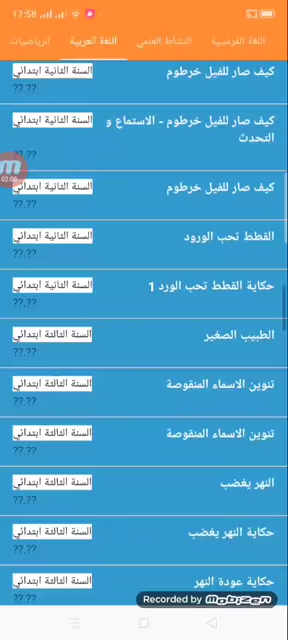 17:58
اللغة الفرنسية
النشاط العلمي
اللغة العربية
الرياضيات
كيف صار للفيل خرطوم
السنة الثانية ابتدائي
??.??
كيف صار للفيل خرطوم - الاستماع و
التحدث
السنة الثانية ابتدائي
??.??
02:08
كيف صار للفيل خرطوم
السنة الثانية ابتدائي
??.??
القطط تحب الورود
السنة الثانية ابتدائي
??.??
حكاية القطط تحب الورد 1
السنة الثانية ابتدائي
??.??
الطبيب الصغير
السنة الثالثة ابتدائي
??.??
تنوين الاسماء المنقوصة
السنة الثالثة ابتدائي
??.??
تنوين الاسماء المنقوصة
السنة الثالثة ابتدائي
??.??
النهر يغضب
السنة الثالثة ابتدائي
??.??
حكاية النهر يغضب
السنة الثالثة ابتدائي
??.??
حكاية عودة النهر
السنة الثالثة ابتدائي
??.??
Recorded by mobizen